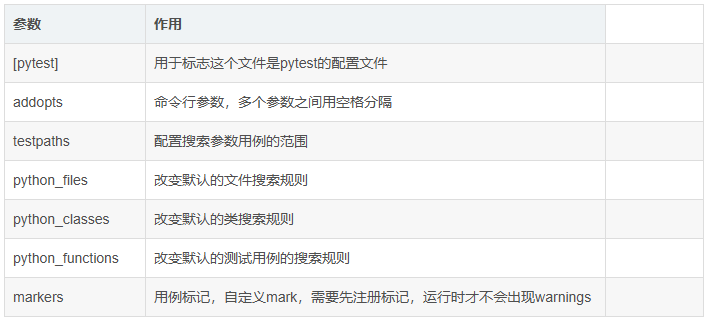 参数 作用
[pytest] 用于标志这个文件是pytest的配置文件
addopts 命令行参数，多个参数之间用空格分隔
testpaths 配置搜索参数用例的范围
python_files 改变默认的文件搜索规则
python_classes 改变默认的类搜索规则
python_functions 改变默认的测试用例的搜索规则
markers 用例标记，自定义mark，需要先注册标记，运行时才不会出现warnings